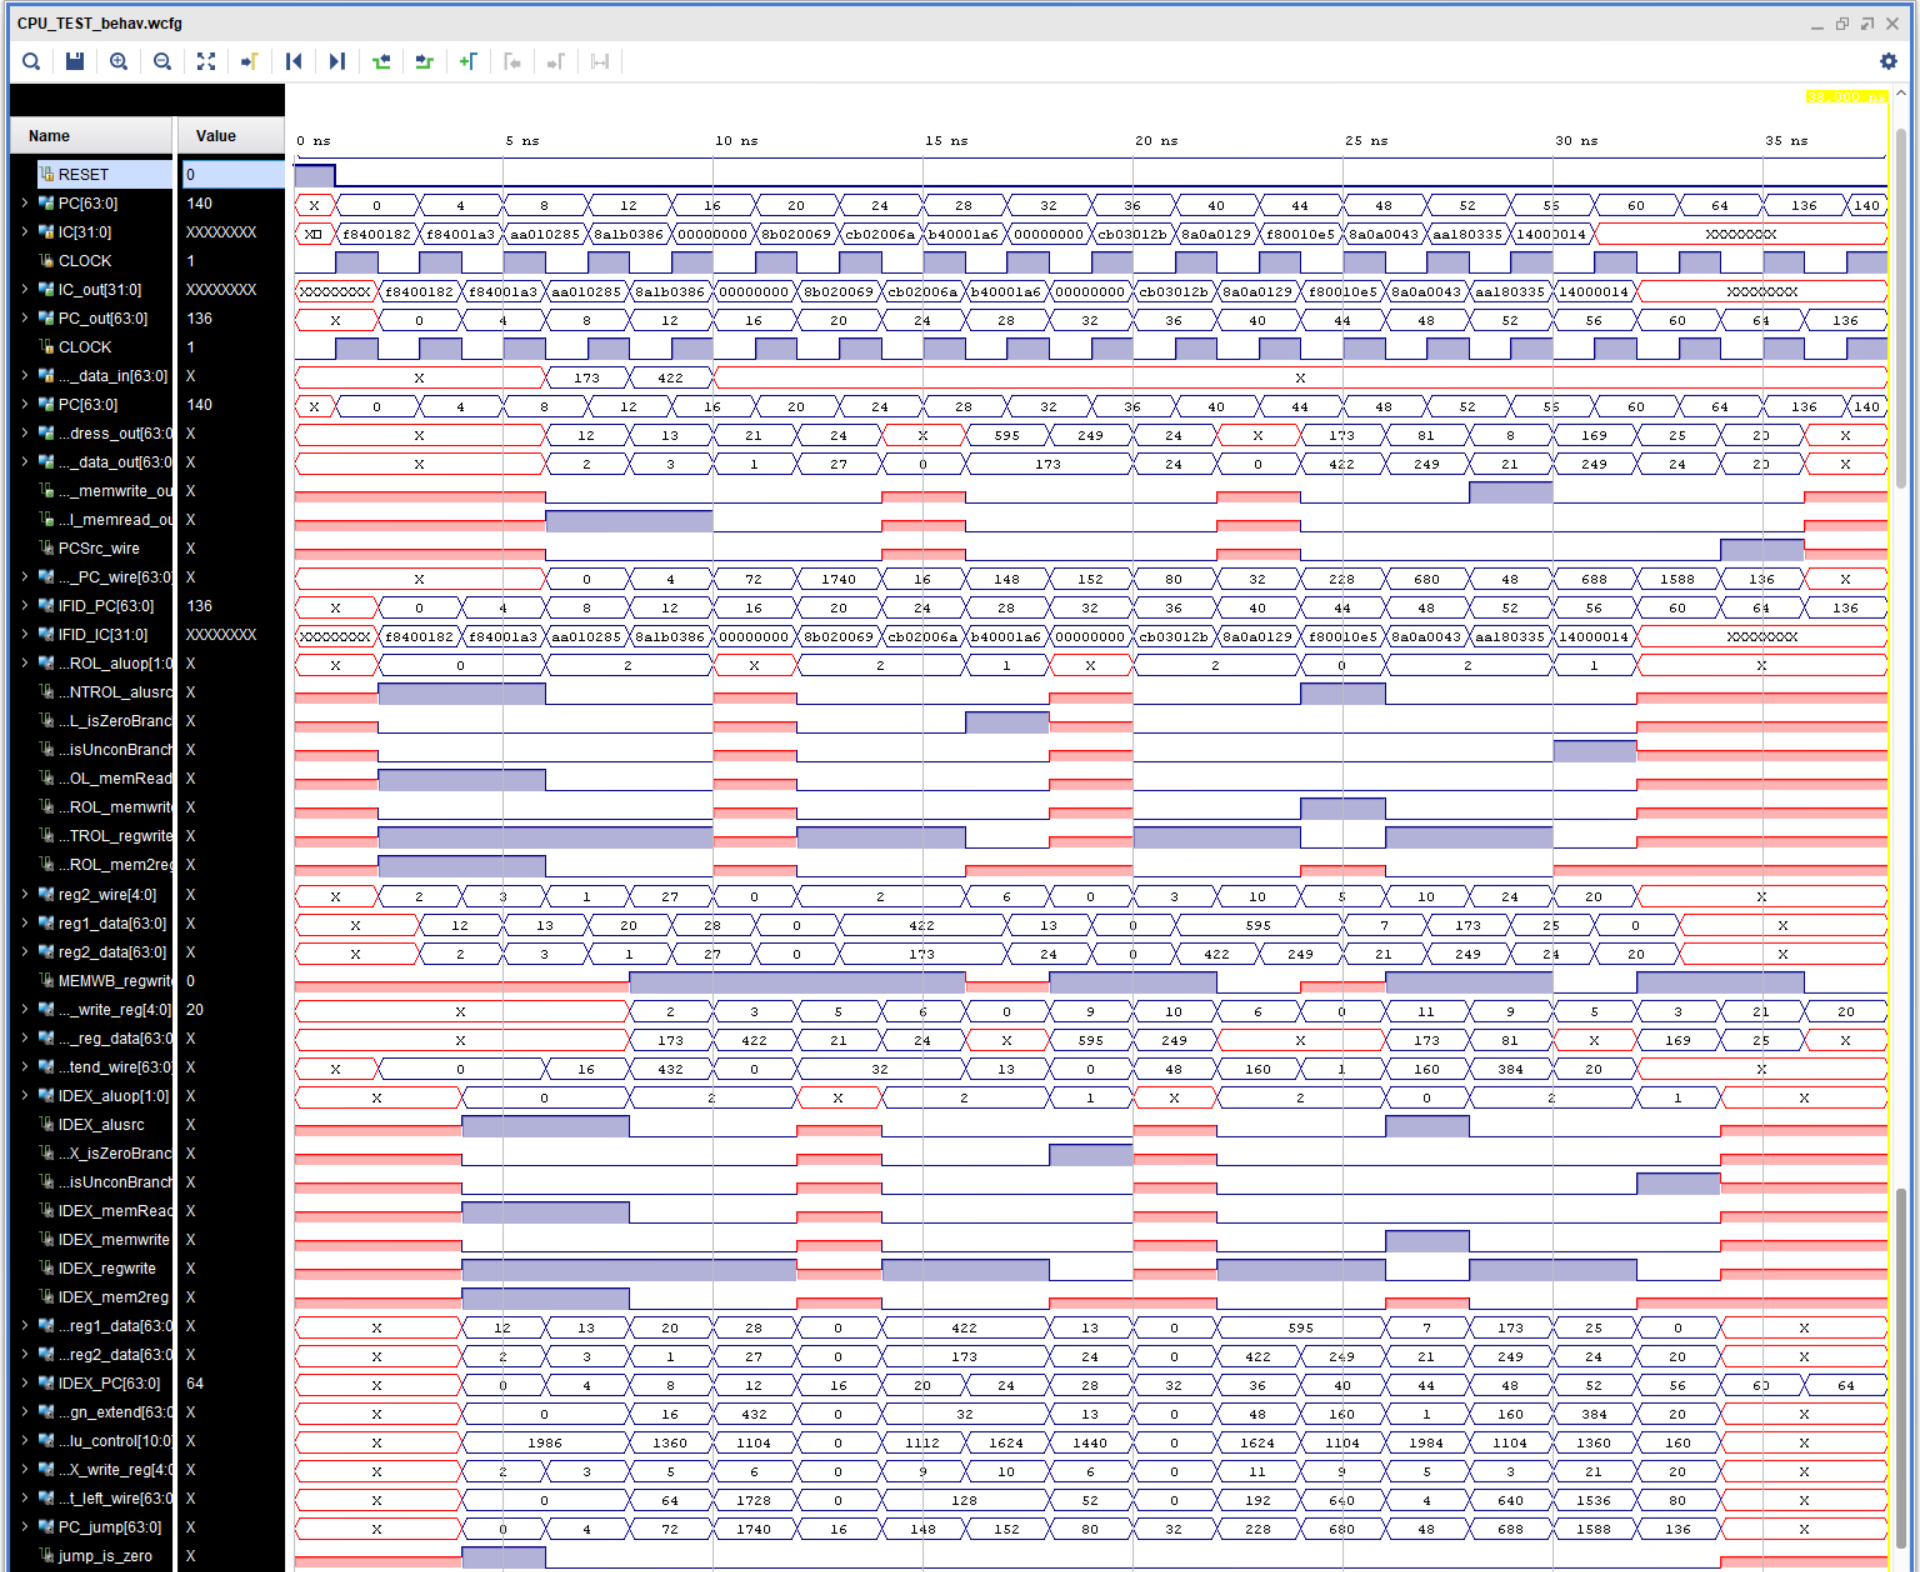 CPU_TEST_behav.wcfg
38.000 ns
Name Value 0 ns 5 ns 10 ns 15 ns 20 ns 25 ns 30 ns 35 ns
RESET 0
PC[63:0] 140 X 0 4 8 12 16 20 24 28 32 36 40 44 48 52 56 60 64 136 140
IC[31:0] XXXXXXXX X f8400182 f84001a3 aa010285 8a1b0386 00000000 8b020069 cb02006a b40001a6 00000000 cb03012b 8a0a0129 f80010e5 8a0a0043 aa180335 14000014 XXXXXXXX
CLOCK 1
IC_out[31:0] XXXXXXXX XXXXXXXX f8400182 f84001a3 aa010285 8a1b0386 00000000 8b020069 cb02006a b40001a6 00000000 cb03012b 8a0a0129 f80010e5 8a0a0043 aa180335 14000014 XXXXXXXX
PC_out[63:0] 136 X 0 4 8 12 16 20 24 28 32 36 40 44 48 52 56 60 64 136
CLOCK 1
..._data_in[63:0] X X 173 422 X
PC[63:0] 140 X 0 4 8 12 16 20 24 28 32 36 40 44 48 52 56 60 64 136 140
...dress_out[63:0 X X 12 13 21 24 X 595 249 24 X 173 81 8 169 25 20 X
..._data_out[63:0 X X 2 3 1 27 0 173 24 0 422 249 21 249 24 20 X
..._memwrite_ou X
...l_memread_ou X
PCSrc_wire X
..._PC_wire[63:0] X X 0 4 72 1740 16 148 152 80 32 228 680 48 688 1588 136 X
IFID_PC[63:0] 136 X 0 4 8 12 16 20 24 28 32 36 40 44 48 52 56 60 64 136
IFID_IC[31:0] XXXXXXXX XXXXXXXX f8400182 f84001a3 aa010285 8a1b0386 00000000 8b020069 cb02006a b40001a6 00000000 cb03012b 8a0a0129 f80010e5 8a0a0043 aa180335 14000014 XXXXXXXX
...ROL_aluop[1:0 X X 0 2 X 2 1 X 2 0 2 1 X
...NTROL_alusrc X
...L_isZeroBranc X
...isUnconBranch X
...OL_memRead X
...ROL_memwrit X
...TROL_regwrite X
...ROL_mem2reg X
reg2_wire[4:0] X X 2 3 1 27 0 2 6 0 3 10 5 10 24 20 X
reg1_data[63:0] X X 12 13 20 28 0 422 13 0 595 7 173 25 0 X
reg2_data[63:0] X X 2 3 1 27 0 173 24 0 422 249 21 249 24 20 X
MEMWB_regwrit 0
..._write_reg[4:0] 20 X 2 3 5 6 0 9 10 6 0 11 9 5 3 21 20
..._reg_data[63:0] X X 173 422 21 24 X 595 249 X 173 81 X 169 25 X
...tend_wire[63:0] X X 0 16 432 0 32 13 0 48 160 1 160 384 20 X
IDEX_aluop[1:0] X X 0 2 X 2 1 X 2 0 2 1 X
IDEX_alusrc X
...X_isZeroBranc X
...isUnconBranch X
IDEX_memReac X
IDEX_memwrite X
IDEX_regwrite X
IDEX_mem2reg X
...reg1_data[63:0 X X 12 13 20 28 0 422 13 0 595 7 173 25 0 X
...reg2_data[63:0 X X 2 3 1 27 0 173 24 0 422 249 21 249 24 20 X
IDEX_PC[63:0] 64 X 0 4 8 12 16 20 24 28 32 36 40 44 48 52 56 60 64
...gn_extend[63:0 X X 0 16 432 0 32 13 0 48 160 1 160 384 20 X
...lu_control[10:0] X X 1986 1360 1104 0 1112 1624 1440 0 1624 1104 1984 1104 1360 160 X
...X_write_reg[4:0 X X 2 3 5 6 0 9 10 6 0 11 9 5 3 21 20 X
...t_left_wire[63:0 X X 0 64 1728 0 128 52 0 192 640 4 640 1536 80 X
PC_jump[63:0] X X 0 4 72 1740 16 148 152 80 32 228 680 48 688 1588 136 X
jump_is_zero X